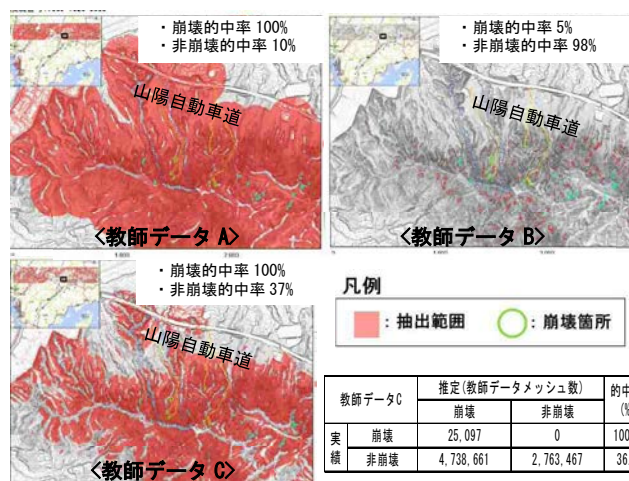 ・崩壊的中率 100%
・非崩壊的中率 10%
山陽自動車道
<教師データ A>
・崩壊的中率 5%
・非崩壊的中率 98%
山陽自動車道
<教師データ B>
・崩壊的中率 100%
・非崩壊的中率 37%
山陽自動車道
<教師データ C>
凡例
：抽出範囲 ：崩壊箇所
教師データC 推定(教師データメッシュ数) 的中
崩壊 非崩壊 (%
実績 崩壊 25,097 0 100
非崩壊 4,738,661 2,763,467 36.